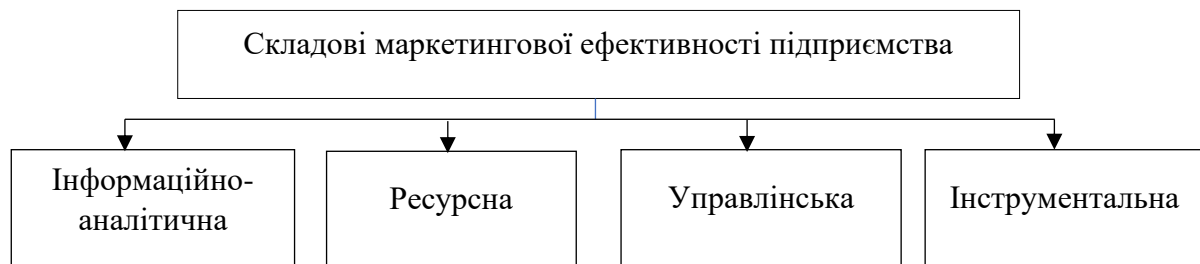 Складові маркетингової ефективності підприємства
Інформаційно-
аналітична
Ресурсна
Управлінська
Інструментальна